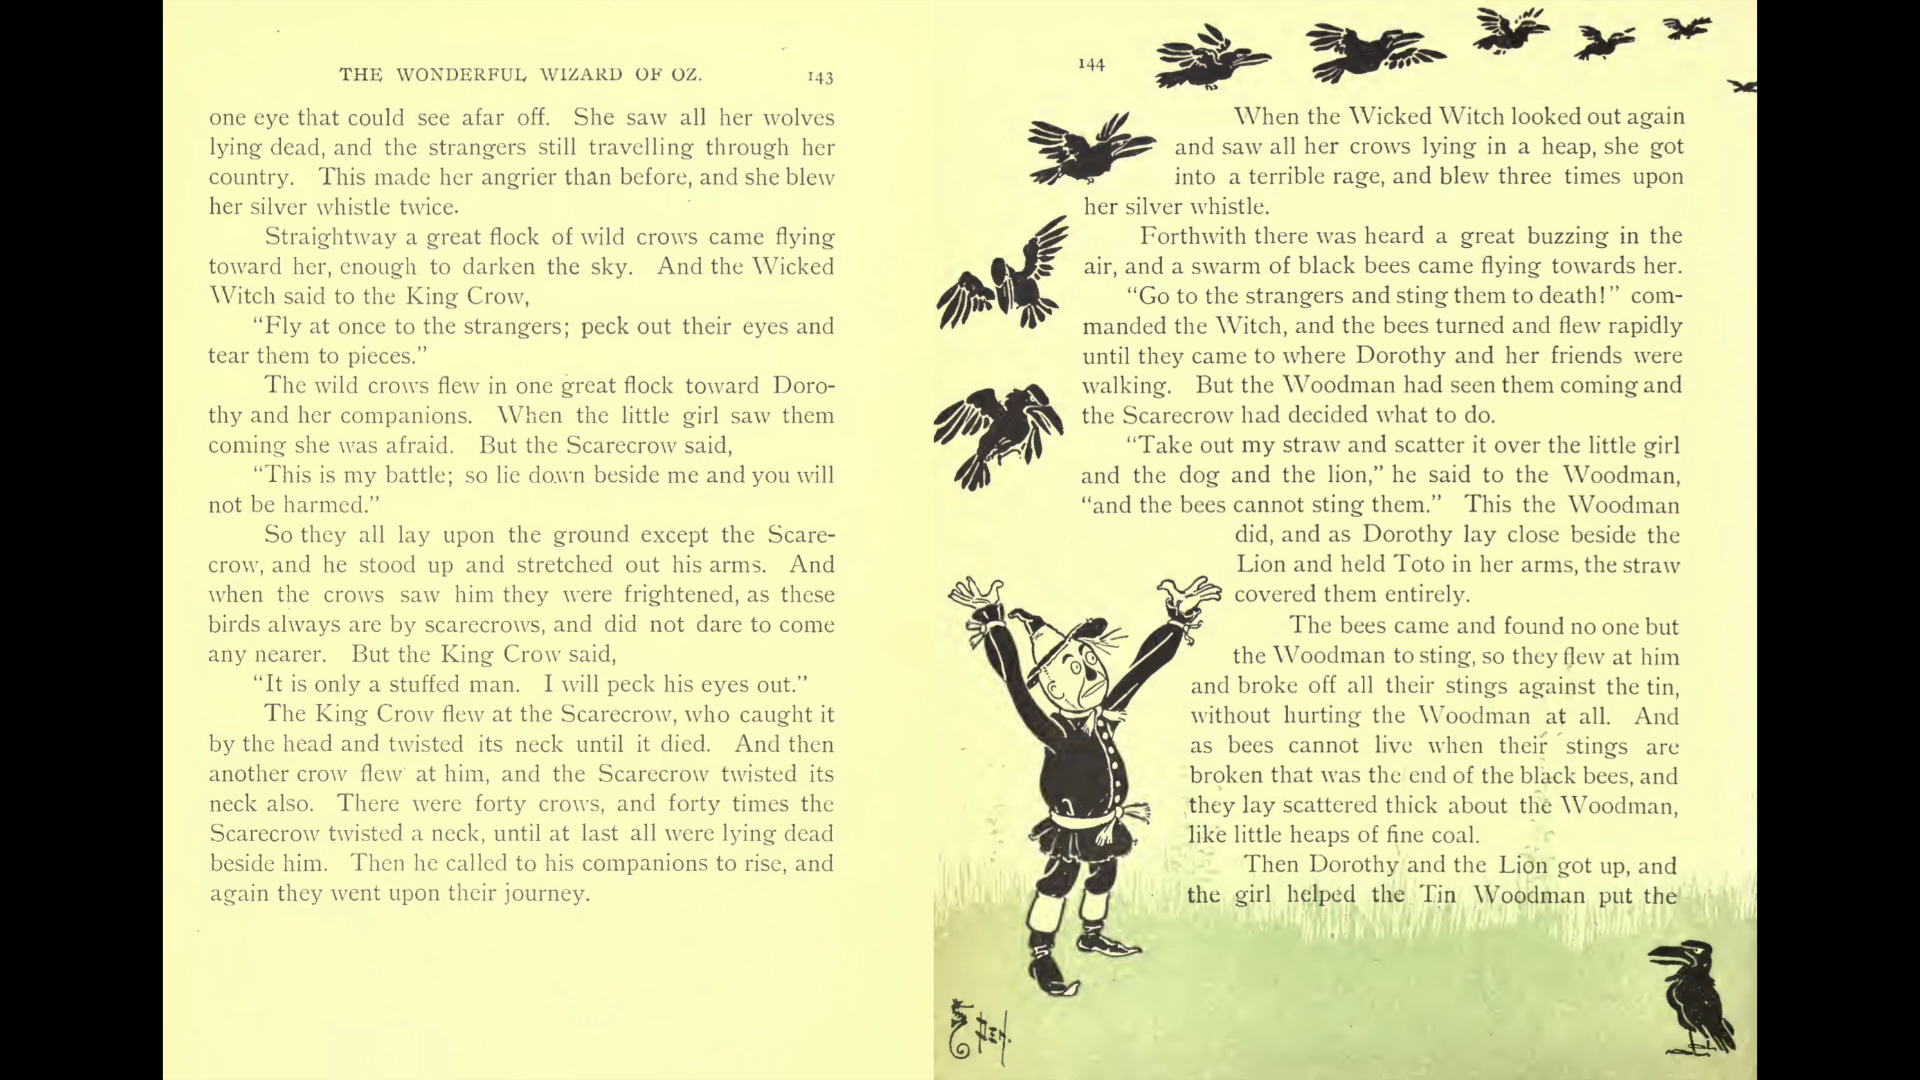 THE WONDERFUL WIZARD OF OZ. 143
one eye that could see afar off. She saw all her wolves
lying dead, and the strangers still travelling through her
country. This made her angrier than before, and she blew
her silver whistle twice.
Straightway a great flock of wild crows came flying
toward her, enough to darken the sky. And the Wicked
Witch said to the King Crow,
“Fly at once to the strangers; peck out their eyes and
tear them to pieces.”
The wild crows flew in one great flock toward Doro-
thy and her companions. When the little girl saw them
coming she was afraid. But the Scarecrow said,
“This is my battle; so lie down beside me and you will
not be harmed.”
So they all lay upon the ground except the Scare-
crow, and he stood up and stretched out his arms. And
when the crows saw him they were frightened, as these
birds always are by scarecrows, and did not dare to come
any nearer. But the King Crow said,
“It is only a stuffed man. I will peck his eyes out.”
The King Crow flew at the Scarecrow, who caught it
by the head and twisted its neck until it died. And then
another crow flew at him, and the Scarecrow twisted its
neck also. There were forty crows, and forty times the
Scarecrow twisted a neck, until at last all were lying dead
beside him. Then he called to his companions to rise, and
again they went upon their journey.
144
When the Wicked Witch looked out again
and saw all her crows lying in a heap, she got
into a terrible rage, and blew three times upon
her silver whistle.
Forthwith there was heard a great buzzing in the
air, and a swarm of black bees came flying towards her.
“Go to the strangers and sting them to death!” com-
manded the Witch, and the bees turned and flew rapidly
until they came to where Dorothy and her friends were
walking. But the Woodman had seen them coming and
the Scarecrow had decided what to do.
“Take out my straw and scatter it over the little girl
and the dog and the lion,” he said to the Woodman,
“and the bees cannot sting them.” This the Woodman
did, and as Dorothy lay close beside the
Lion and held Toto in her arms, the straw
covered them entirely.
The bees came and found no one but
the Woodman to sting, so they flew at him
and broke off all their stings against the tin,
without hurting the Woodman at all. And
as bees cannot live when their stings are
broken that was the end of the black bees, and
they lay scattered thick about the Woodman,
like little heaps of fine coal.
Then Dorothy and the Lion got up, and
the girl helped the Tin Woodman put the